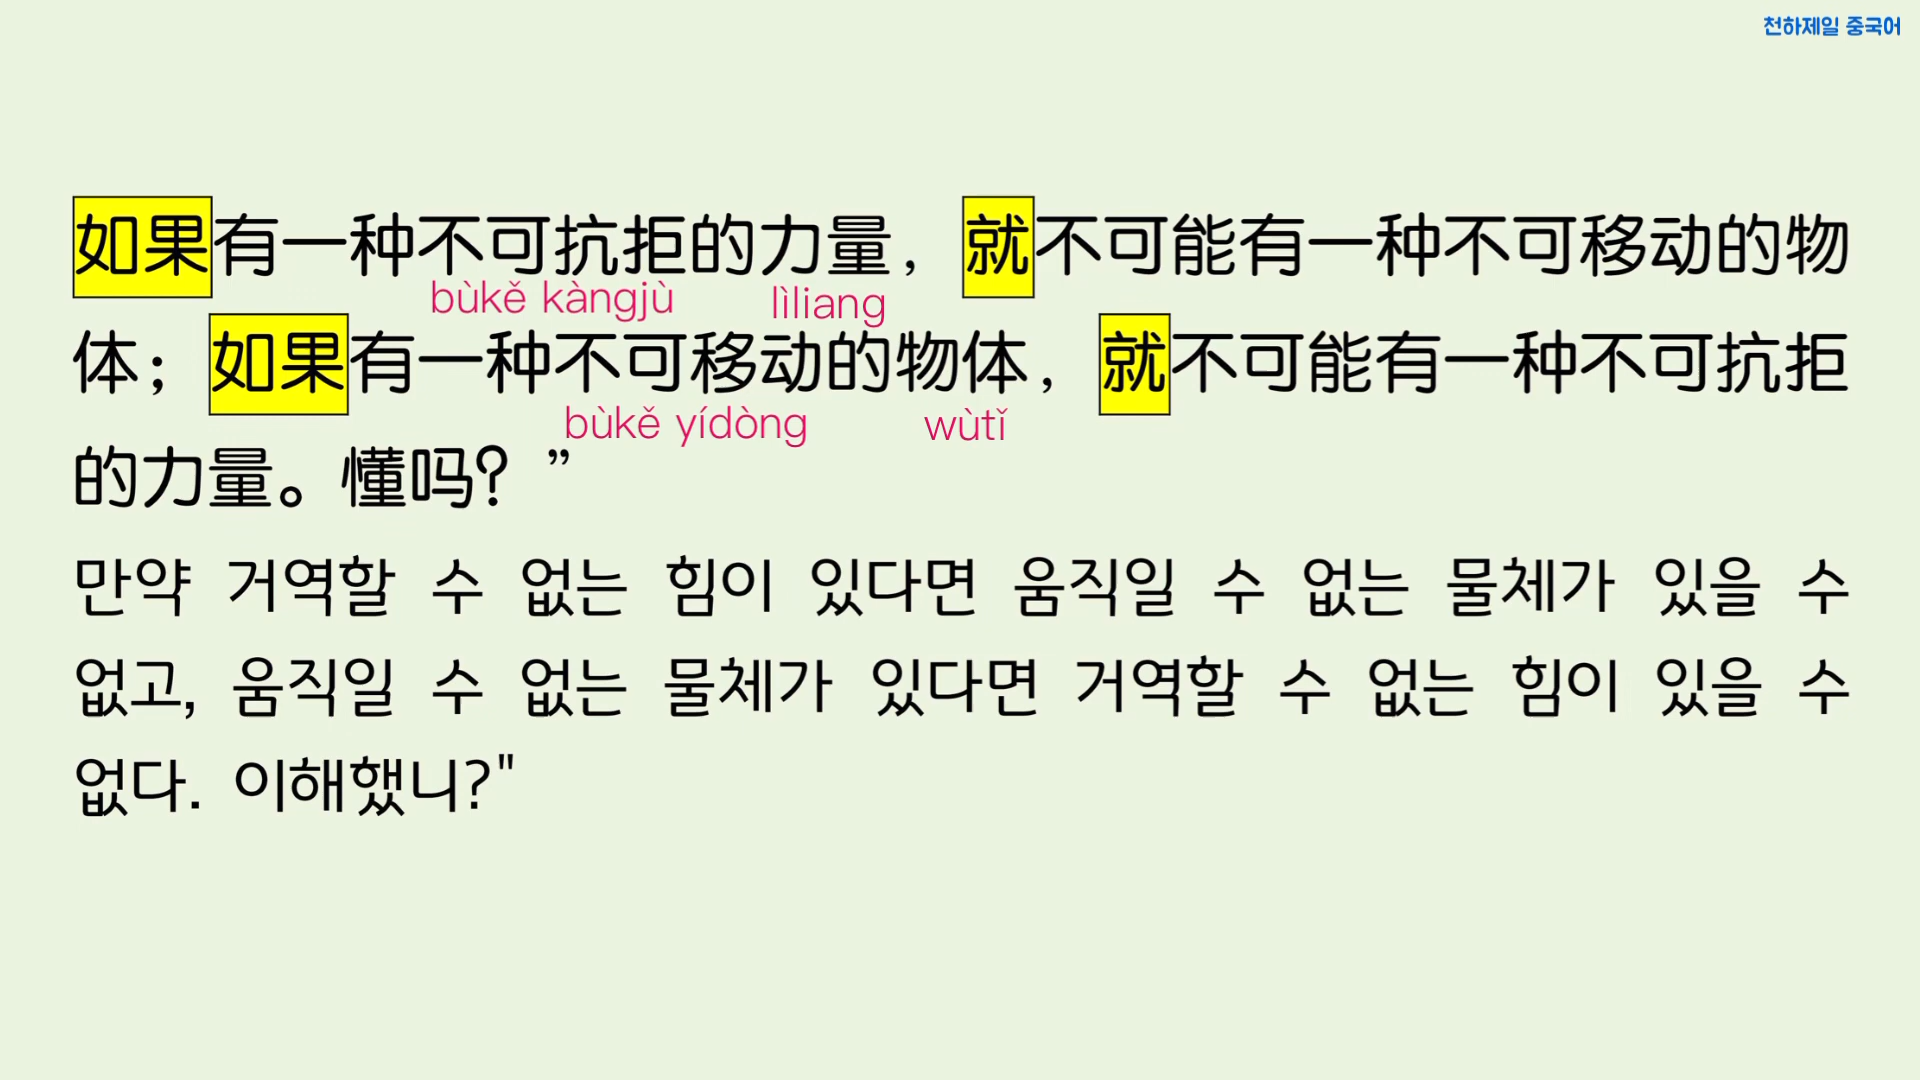 천하제일 중국어
如果有一种不可抗拒的力量，就不可能有一种不可移动的物
bùkě kàngjù lìliang
体；如果有一种不可移动的物体，就不可能有一种不可抗拒
bùkě yídòng wùtǐ
的力量。懂吗？”
만약 거역할 수 없는 힘이 있다면 움직일 수 없는 물체가 있을 수
없고, 움직일 수 없는 물체가 있다면 거역할 수 없는 힘이 있을 수
없다. 이해했니?"